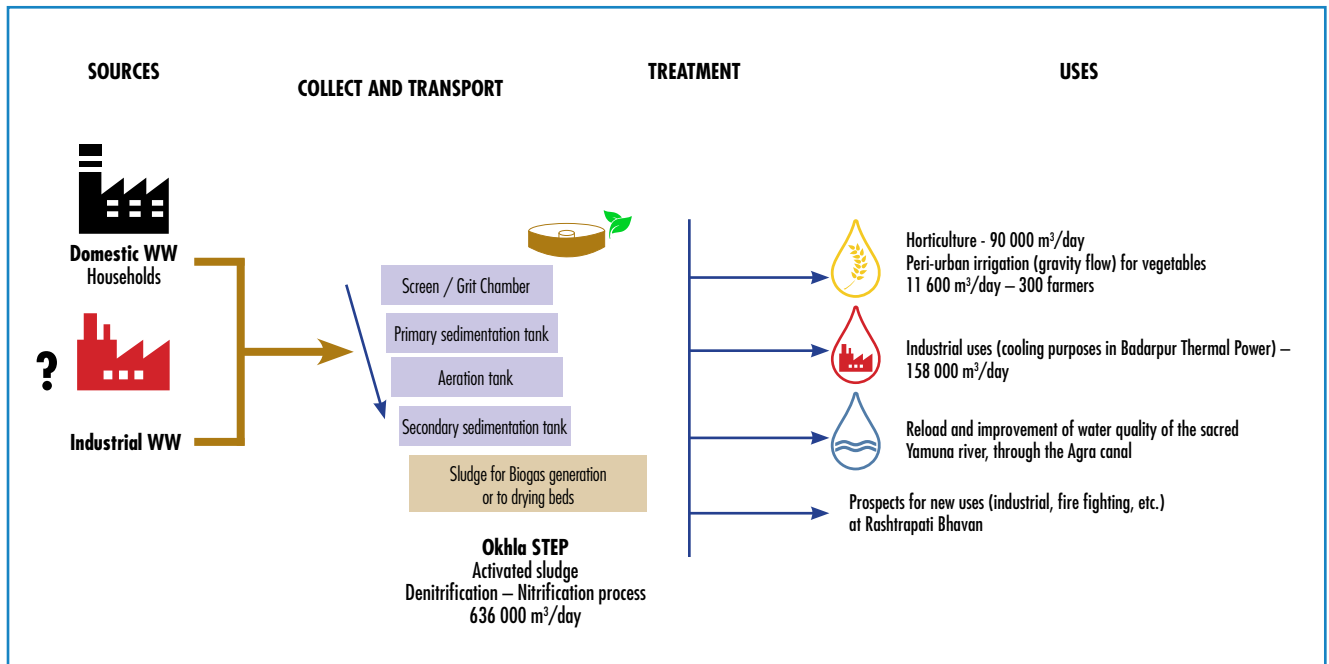 SOURCES
COLLECT AND TRANSPORT
TREATMENT
USES
Domestic WW
Households
?
Industrial WW
Screen / Grit Chamber
Primary sedimentation tank
Aeration tank
Secondary sedimentation tank
Sludge for Biogas generation
or to drying beds
Okhla STEP
Activated sludge
Denitrification – Nitrification process
636 000 m³/day
Horticulture - 90 000 m³/day
Peri-urban irrigation (gravity flow) for vegetables
11 600 m³/day – 300 farmers
Industrial uses (cooling purposes in Badarpur Thermal Power) –
158 000 m³/day
Reload and improvement of water quality of the sacred
Yamuna river, through the Agra canal
Prospects for new uses (industrial, fire fighting, etc.)
at Rashtrapati Bhavan